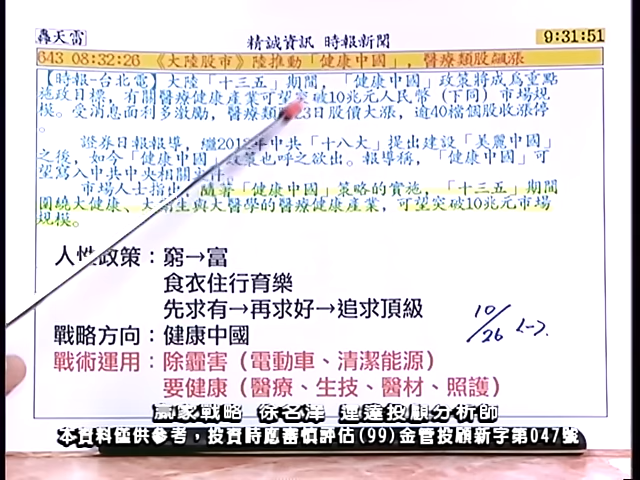 轟天雷
精誠資訊 時報新聞
9:31:51
643 08:32:26 《大陸股市》陸推動「健康中國」，醫療類股飆漲
【時報-台北電】大陸「十三五」期間，「健康中國」政策將成為重點
施政目標，有關醫療健康產業可望突破10兆元人民幣（下同）市場規
模。受消息面利多激勵，醫療類股23日股價大漲，逾40檔個股收漲停
。
證券日報報導，繼2012年中共「十八大」提出建設「美麗中國」
之後，如今「健康中國」政策也呼之欲出。報導稱，「健康中國」可
望寫入中共中央相關文件。
市場人士指出，隨著「健康中國」策略的實施，「十三五」期間
圍繞大健康、大衛生與大醫學的醫療健康產業，可望突破10兆元市場
規模。
人性政策：窮→富
食衣住行育樂
先求有→再求好→追求頂級
10/26 (一).
戰略方向：健康中國
戰術運用：除霾害（電動車、清潔能源）
要健康（醫療、生技、醫材、照護）
贏家戰略 徐名洋 運達投顧分析師
本資料僅供參考，投資時應審慎評估(99)金管投顧新字第047號